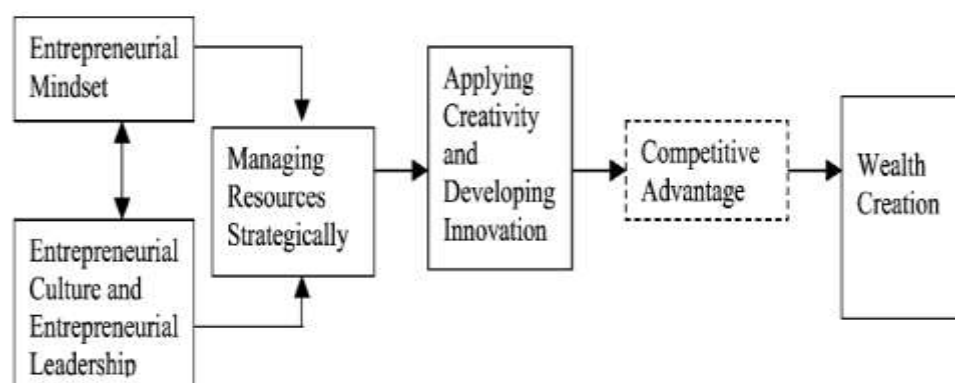 Entrepreneurial
Mindset
Entrepreneurial
Culture and
Entrepreneurial
Leadership
Managing
Resources
Strategically
Applying
Creativity
and
Developing
Innovation
Competitive
Advantage
Wealth
Creation